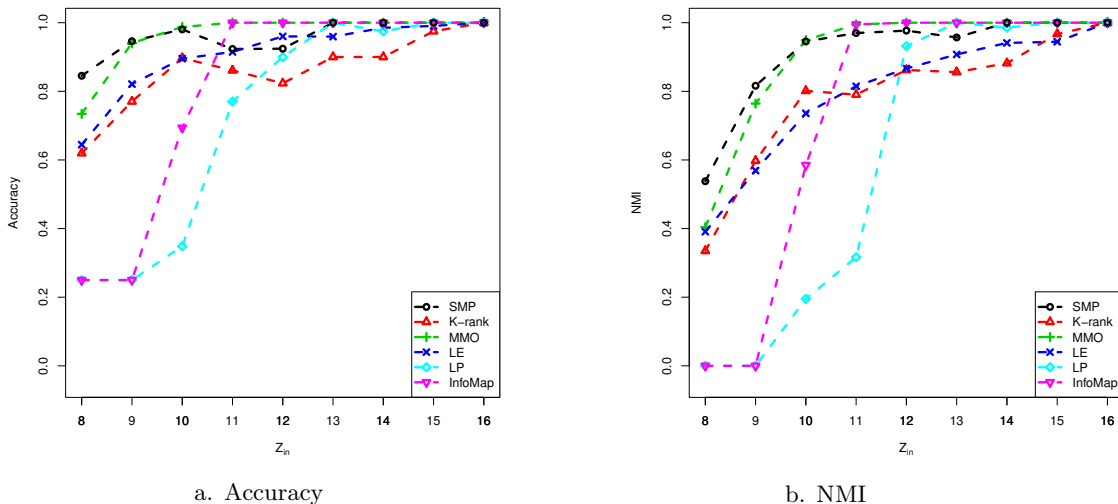 1.0
0.8
0.6
0.4
0.2
0.0
Accuracy
8 9 10 11 12 13 14 15 16
Z_in
SMP
K−rank
MMO
LE
LP
InfoMap
a. Accuracy
1.0
0.8
0.6
0.4
0.2
0.0
NMI
8 9 10 11 12 13 14 15 16
Z_in
SMP
K−rank
MMO
LE
LP
InfoMap
b. NMI